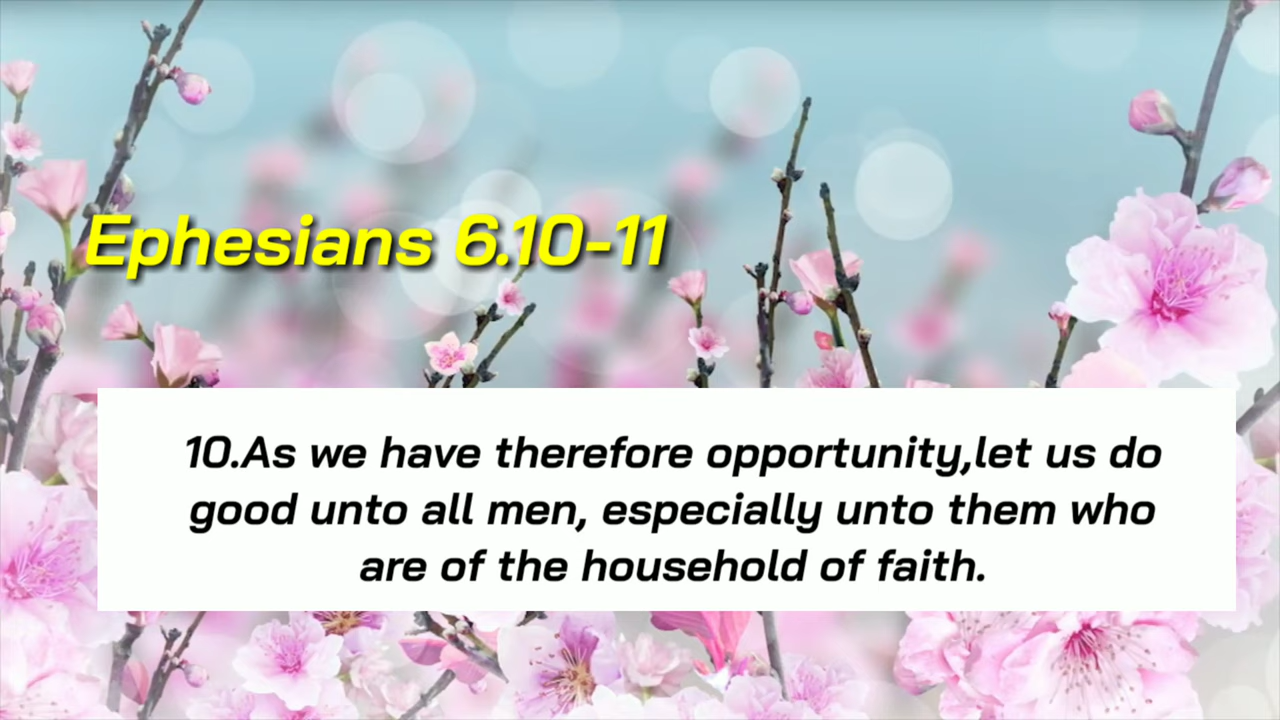 Ephesians 6.10-11
10.As we have therefore opportunity,let us do
good unto all men, especially unto them who
are of the household of faith.